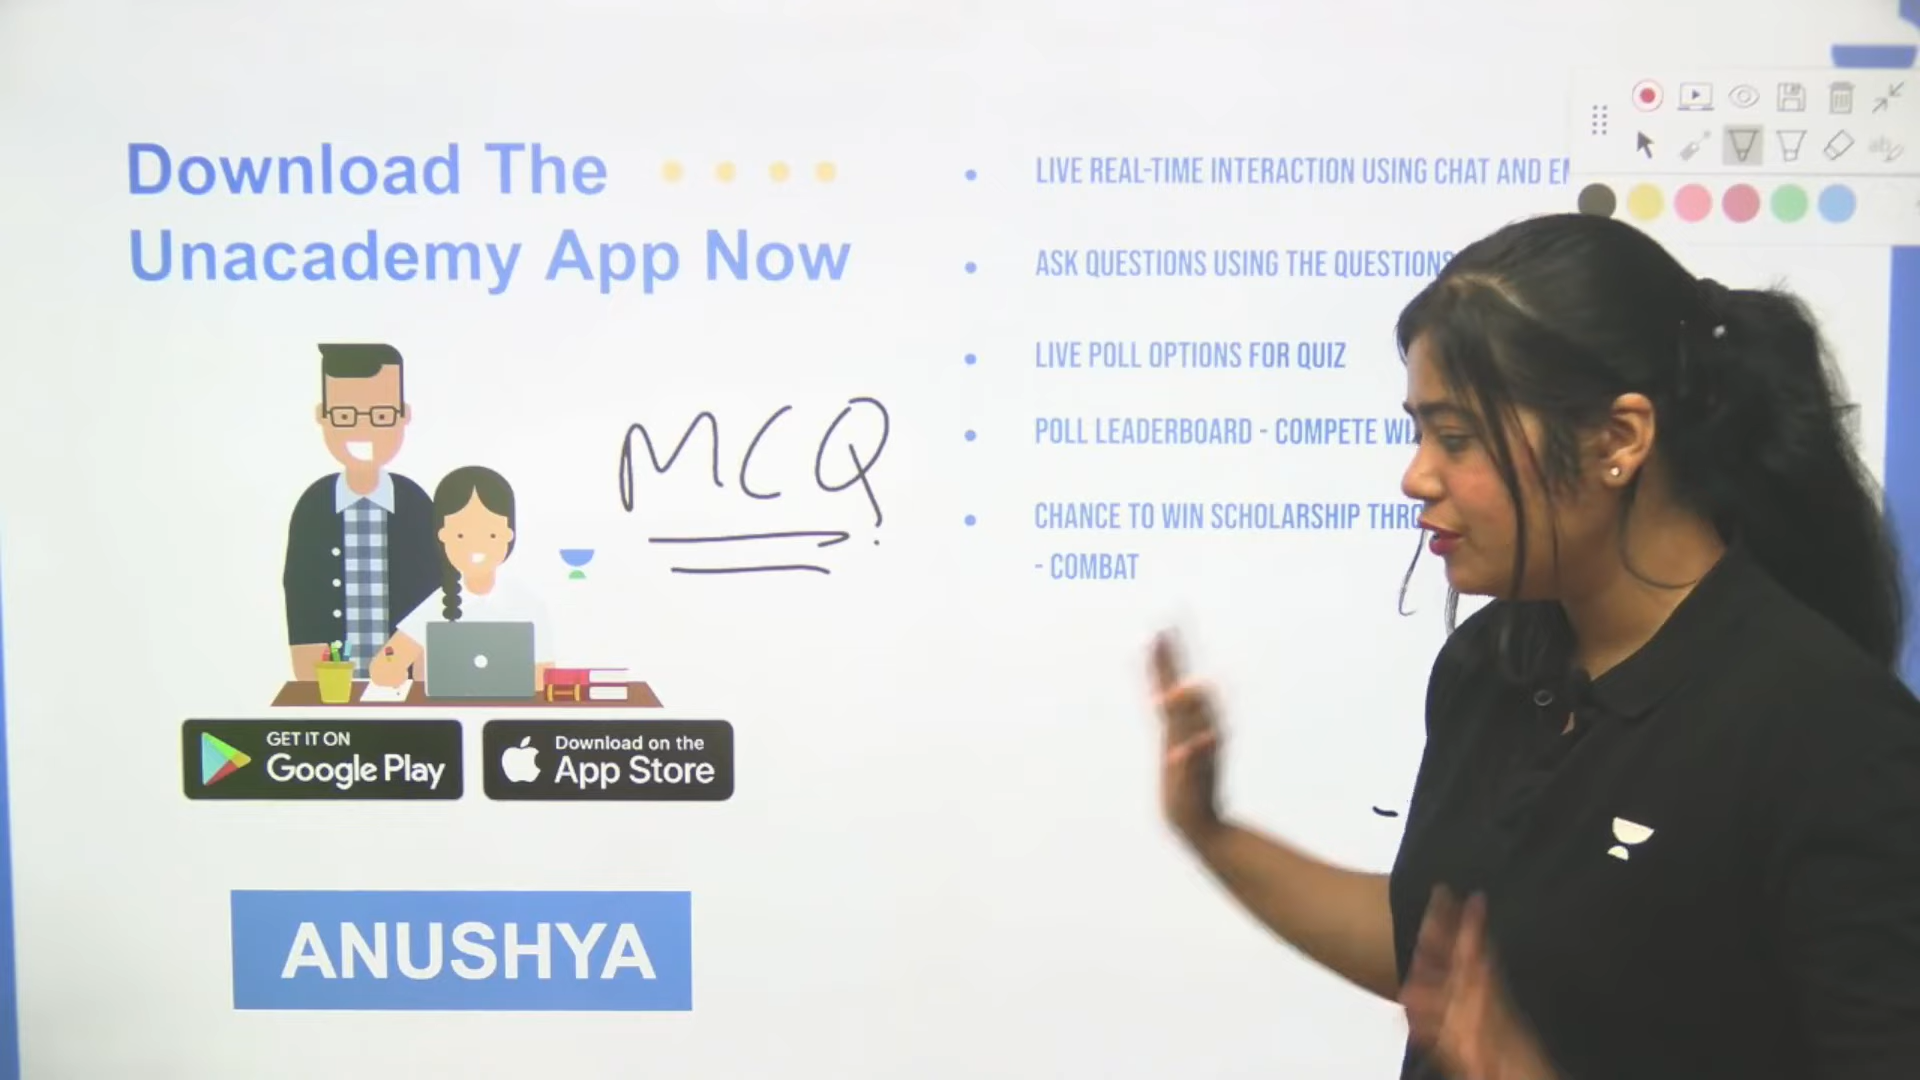 Download The
Unacademy App Now
MCQ
GET IT ON
Google Play
Download on the
App Store
ANUSHYA
• LIVE REAL-TIME INTERACTION USING CHAT AND
• ASK QUESTIONS USING THE QUESTIONS
• LIVE POLL OPTIONS FOR QUIZ
• POLL LEADERBOARD - COMPETE
• CHANCE TO WIN SCHOLARSHIP
- COMBAT
ab